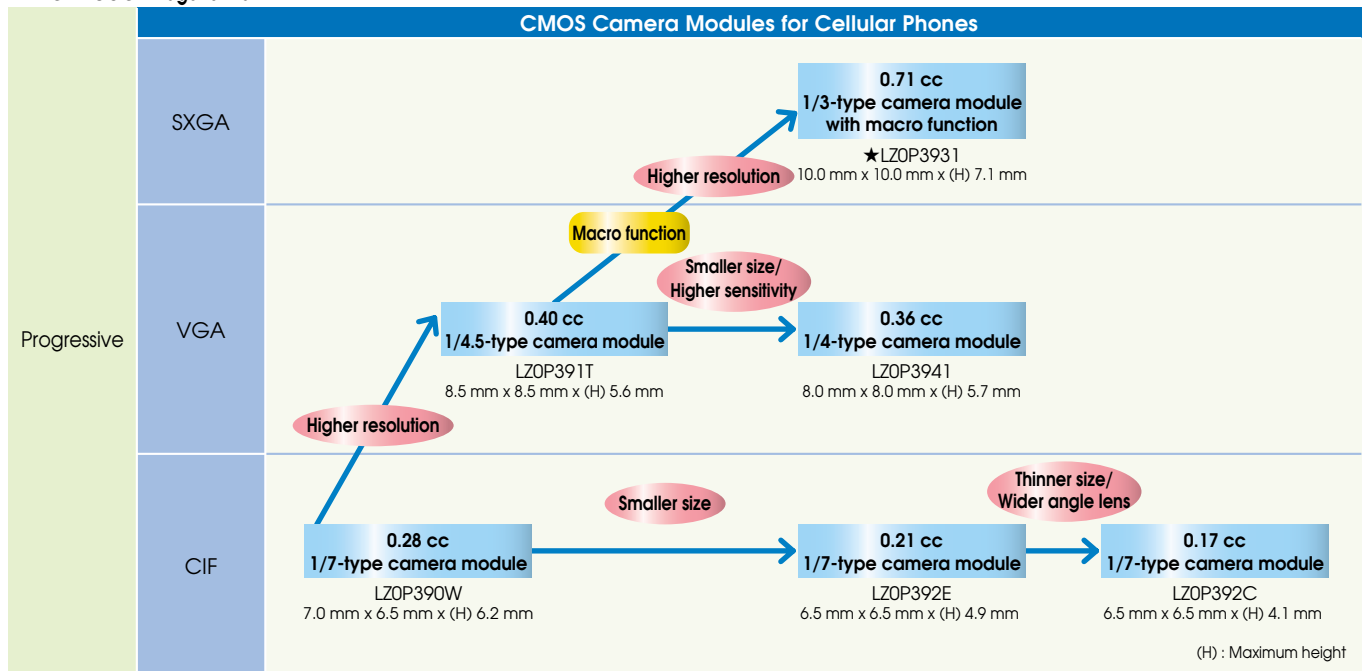 CMOS Camera Modules for Cellular Phones
Progressive
SXGA
0.71 cc
1/3-type camera module
with macro function
★LZ0P3931
10.0 mm x 10.0 mm x (H) 7.1 mm
Higher resolution
Macro function
VGA
Smaller size/
Higher sensitivity
0.40 cc
1/4.5-type camera module
LZ0P391T
8.5 mm x 8.5 mm x (H) 5.6 mm
0.36 cc
1/4-type camera module
LZ0P3941
8.0 mm x 8.0 mm x (H) 5.7 mm
Higher resolution
CIF
Smaller size
Thinner size/
Wider angle lens
0.28 cc
1/7-type camera module
LZ0P390W
7.0 mm x 6.5 mm x (H) 6.2 mm
0.21 cc
1/7-type camera module
LZ0P392E
6.5 mm x 6.5 mm x (H) 4.9 mm
0.17 cc
1/7-type camera module
LZ0P392C
6.5 mm x 6.5 mm x (H) 4.1 mm
(H) : Maximum height